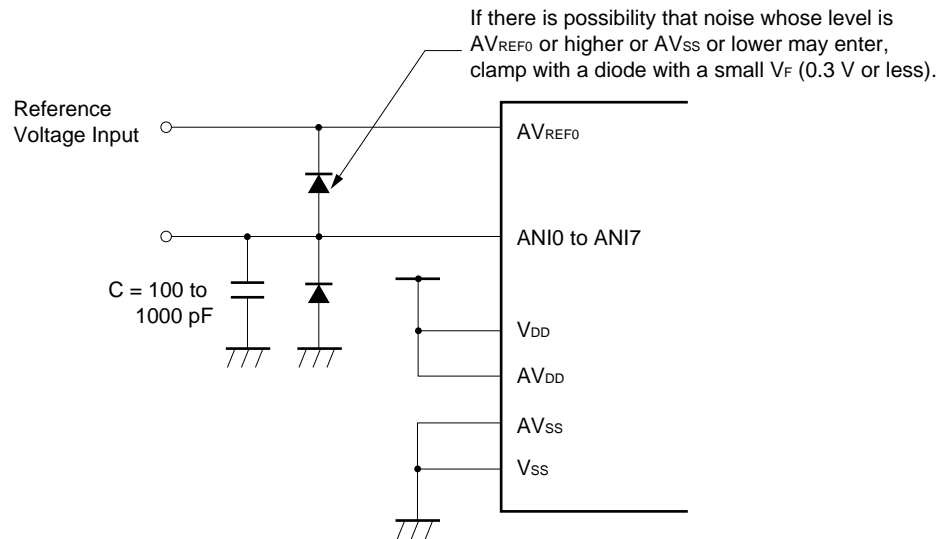 If there is possibility that noise whose level is
AVREF0 or higher or AVSS or lower may enter,
clamp with a diode with a small VF (0.3 V or less).
Reference
Voltage Input
AVREF0
ANI0 to ANI7
C = 100 to
1000 pF
VDD
AVDD
AVSS
VSS